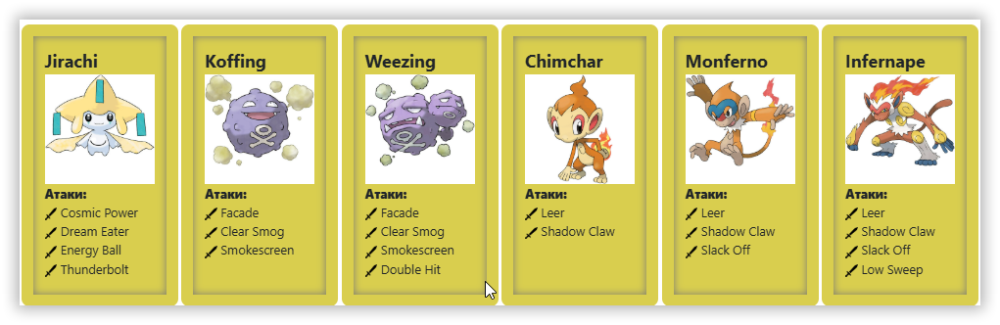 Jirachi
Атаки:
Cosmic Power
Dream Eater
Energy Ball
Thunderbolt
Koffing
Атаки:
Facade
Clear Smog
Smokescreen
Weezing
Атаки:
Facade
Clear Smog
Smokescreen
Double Hit
Chimchar
Атаки:
Leer
Shadow Claw
Monferno
Атаки:
Leer
Shadow Claw
Slack Off
Infernape
Атаки:
Leer
Shadow Claw
Slack Off
Low Sweep